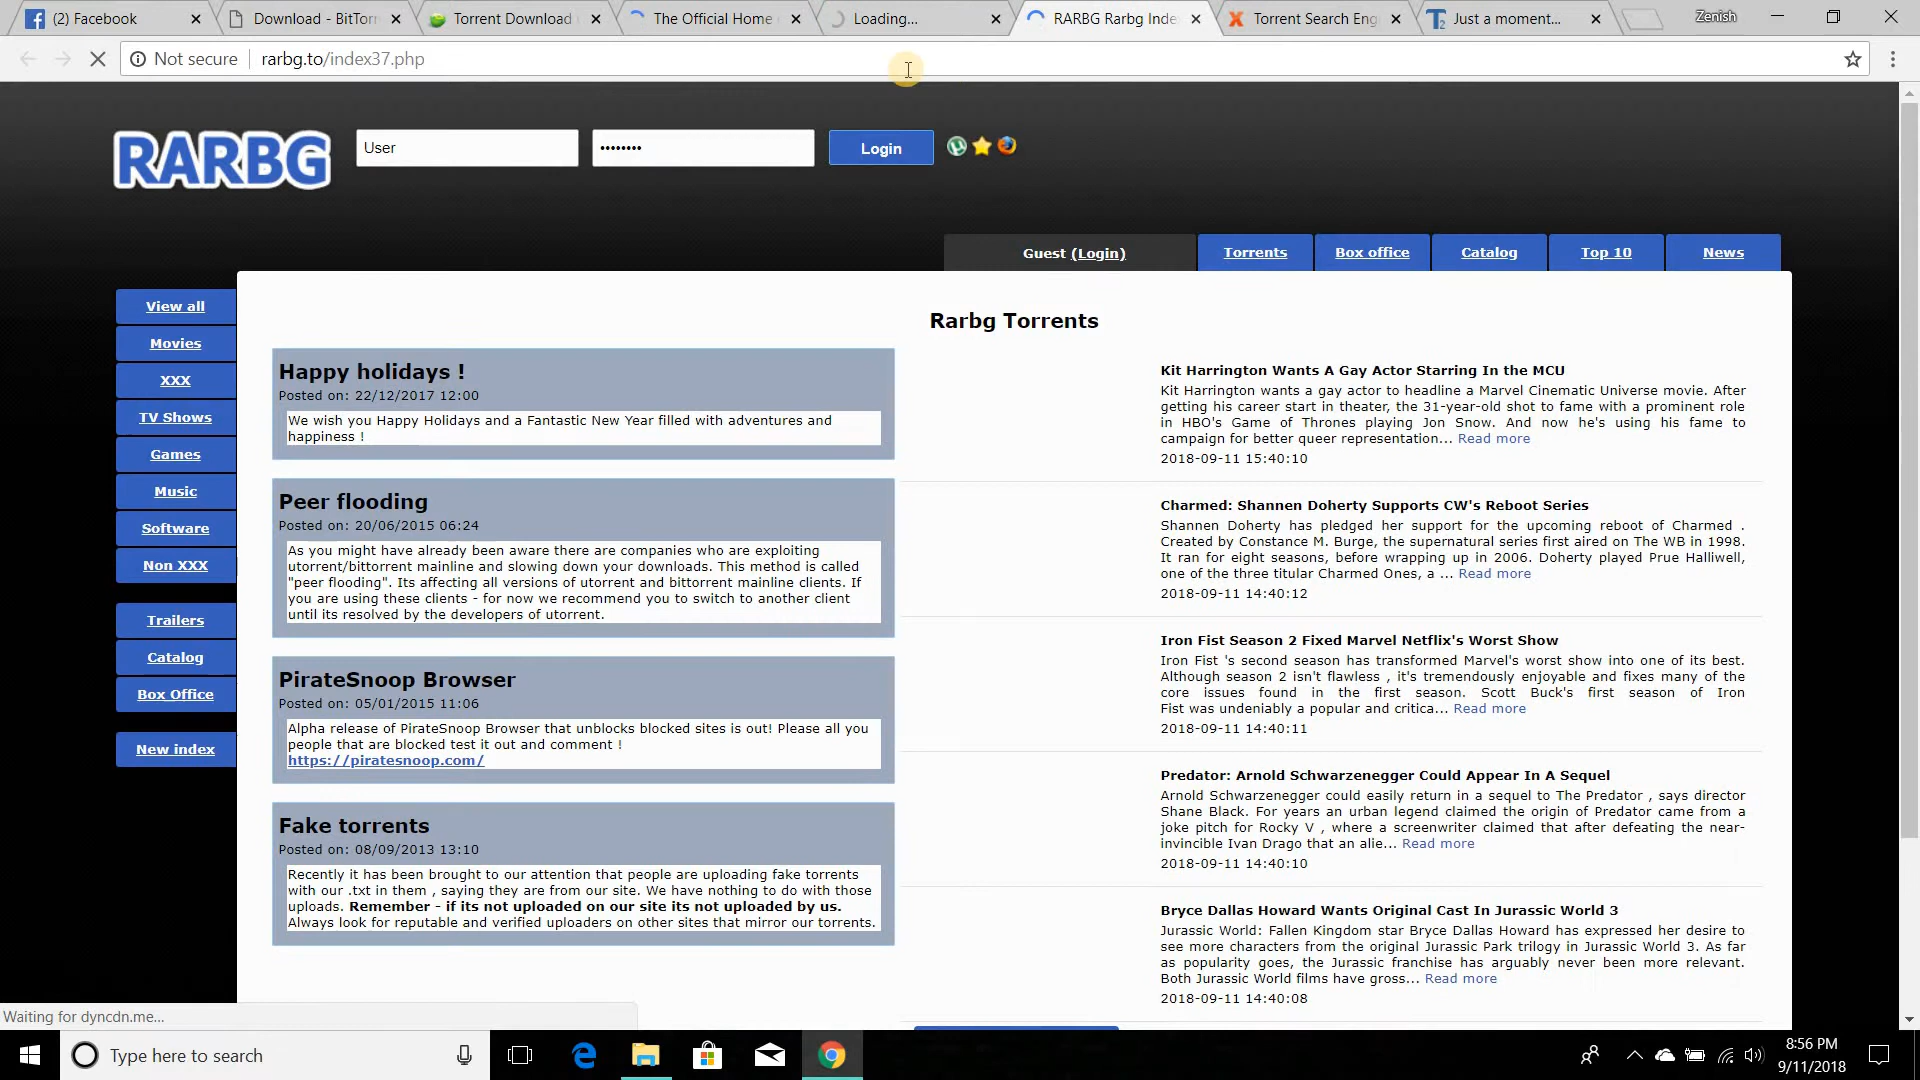 (2) Facebook
Download - BitTorr
Torrent Download
The Official Home
Loading...
RARBG Rarbg Inde
Torrent Search Eng
Just a moment...
Zenish
Not secure
rarbg.to/index37.php
RARBG
User
••••••••
Login
Guest (Login)
Torrents
Box office
Catalog
Top 10
News
View all
Movies
XXX
TV Shows
Games
Music
Software
Non XXX
Trailers
Catalog
Box Office
New index
Rarbg Torrents
Happy holidays !
Posted on: 22/12/2017 12:00
We wish you Happy Holidays and a Fantastic New Year filled with adventures and
happiness !
Peer flooding
Posted on: 20/06/2015 06:24
As you might have already been aware there are companies who are exploiting
utorrent/bittorrent mainline and slowing down your downloads. This method is called
"peer flooding". Its affecting all versions of utorrent and bittorrent mainline clients. If
you are using these clients - for now we recommend you to switch to another client
until its resolved by the developers of utorrent.
PirateSnoop Browser
Posted on: 05/01/2015 11:06
Alpha release of PirateSnoop Browser that unblocks blocked sites is out! Please all you
people that are blocked test it out and comment !
https://piratesnoop.com/
Fake torrents
Posted on: 08/09/2013 13:10
Recently it has been brought to our attention that people are uploading fake torrents
with our .txt in them , saying they are from our site. We have nothing to do with those
uploads. Remember - if its not uploaded on our site its not uploaded by us.
Always look for reputable and verified uploaders on other sites that mirror our torrents.
Kit Harrington Wants A Gay Actor Starring In the MCU
Kit Harrington wants a gay actor to headline a Marvel Cinematic Universe movie. After
getting his career start in theater, the 31-year-old shot to fame with a prominent role
in HBO's Game of Thrones playing Jon Snow. And now he's using his fame to
campaign for better queer representation... Read more
2018-09-11 15:40:10
Charmed: Shannen Doherty Supports CW's Reboot Series
Shannen Doherty has pledged her support for the upcoming reboot of Charmed .
Created by Constance M. Burge, the supernatural series first aired on The WB in 1998.
It ran for eight seasons, before wrapping up in 2006. Doherty played Prue Halliwell,
one of the three titular Charmed Ones, a ... Read more
2018-09-11 14:40:12
Iron Fist Season 2 Fixed Marvel Netflix's Worst Show
Iron Fist 's second season has transformed Marvel's worst show into one of its best.
Although season 2 isn't flawless , it's tremendously enjoyable and fixes many of the
core issues found in the first season. Scott Buck's first season of Iron
Fist was undeniably a popular and critica... Read more
2018-09-11 14:40:11
Predator: Arnold Schwarzenegger Could Appear In A Sequel
Arnold Schwarzenegger could easily return in a sequel to The Predator , says director
Shane Black. For years an urban legend claimed the origin of Predator came from a
joke pitch for Rocky V , where a screenwriter claimed that after defeating the near-
invincible Ivan Drago that an alie... Read more
2018-09-11 14:40:10
Bryce Dallas Howard Wants Original Cast In Jurassic World 3
Jurassic World: Fallen Kingdom star Bryce Dallas Howard has expressed her desire to
see more characters from the original Jurassic Park trilogy in Jurassic World 3. As far
as popularity goes, the Jurassic franchise has arguably never been more relevant.
Both Jurassic World films have gross... Read more
2018-09-11 14:40:08
Waiting for dyncdn.me...
Type here to search
8:56 PM
9/11/2018